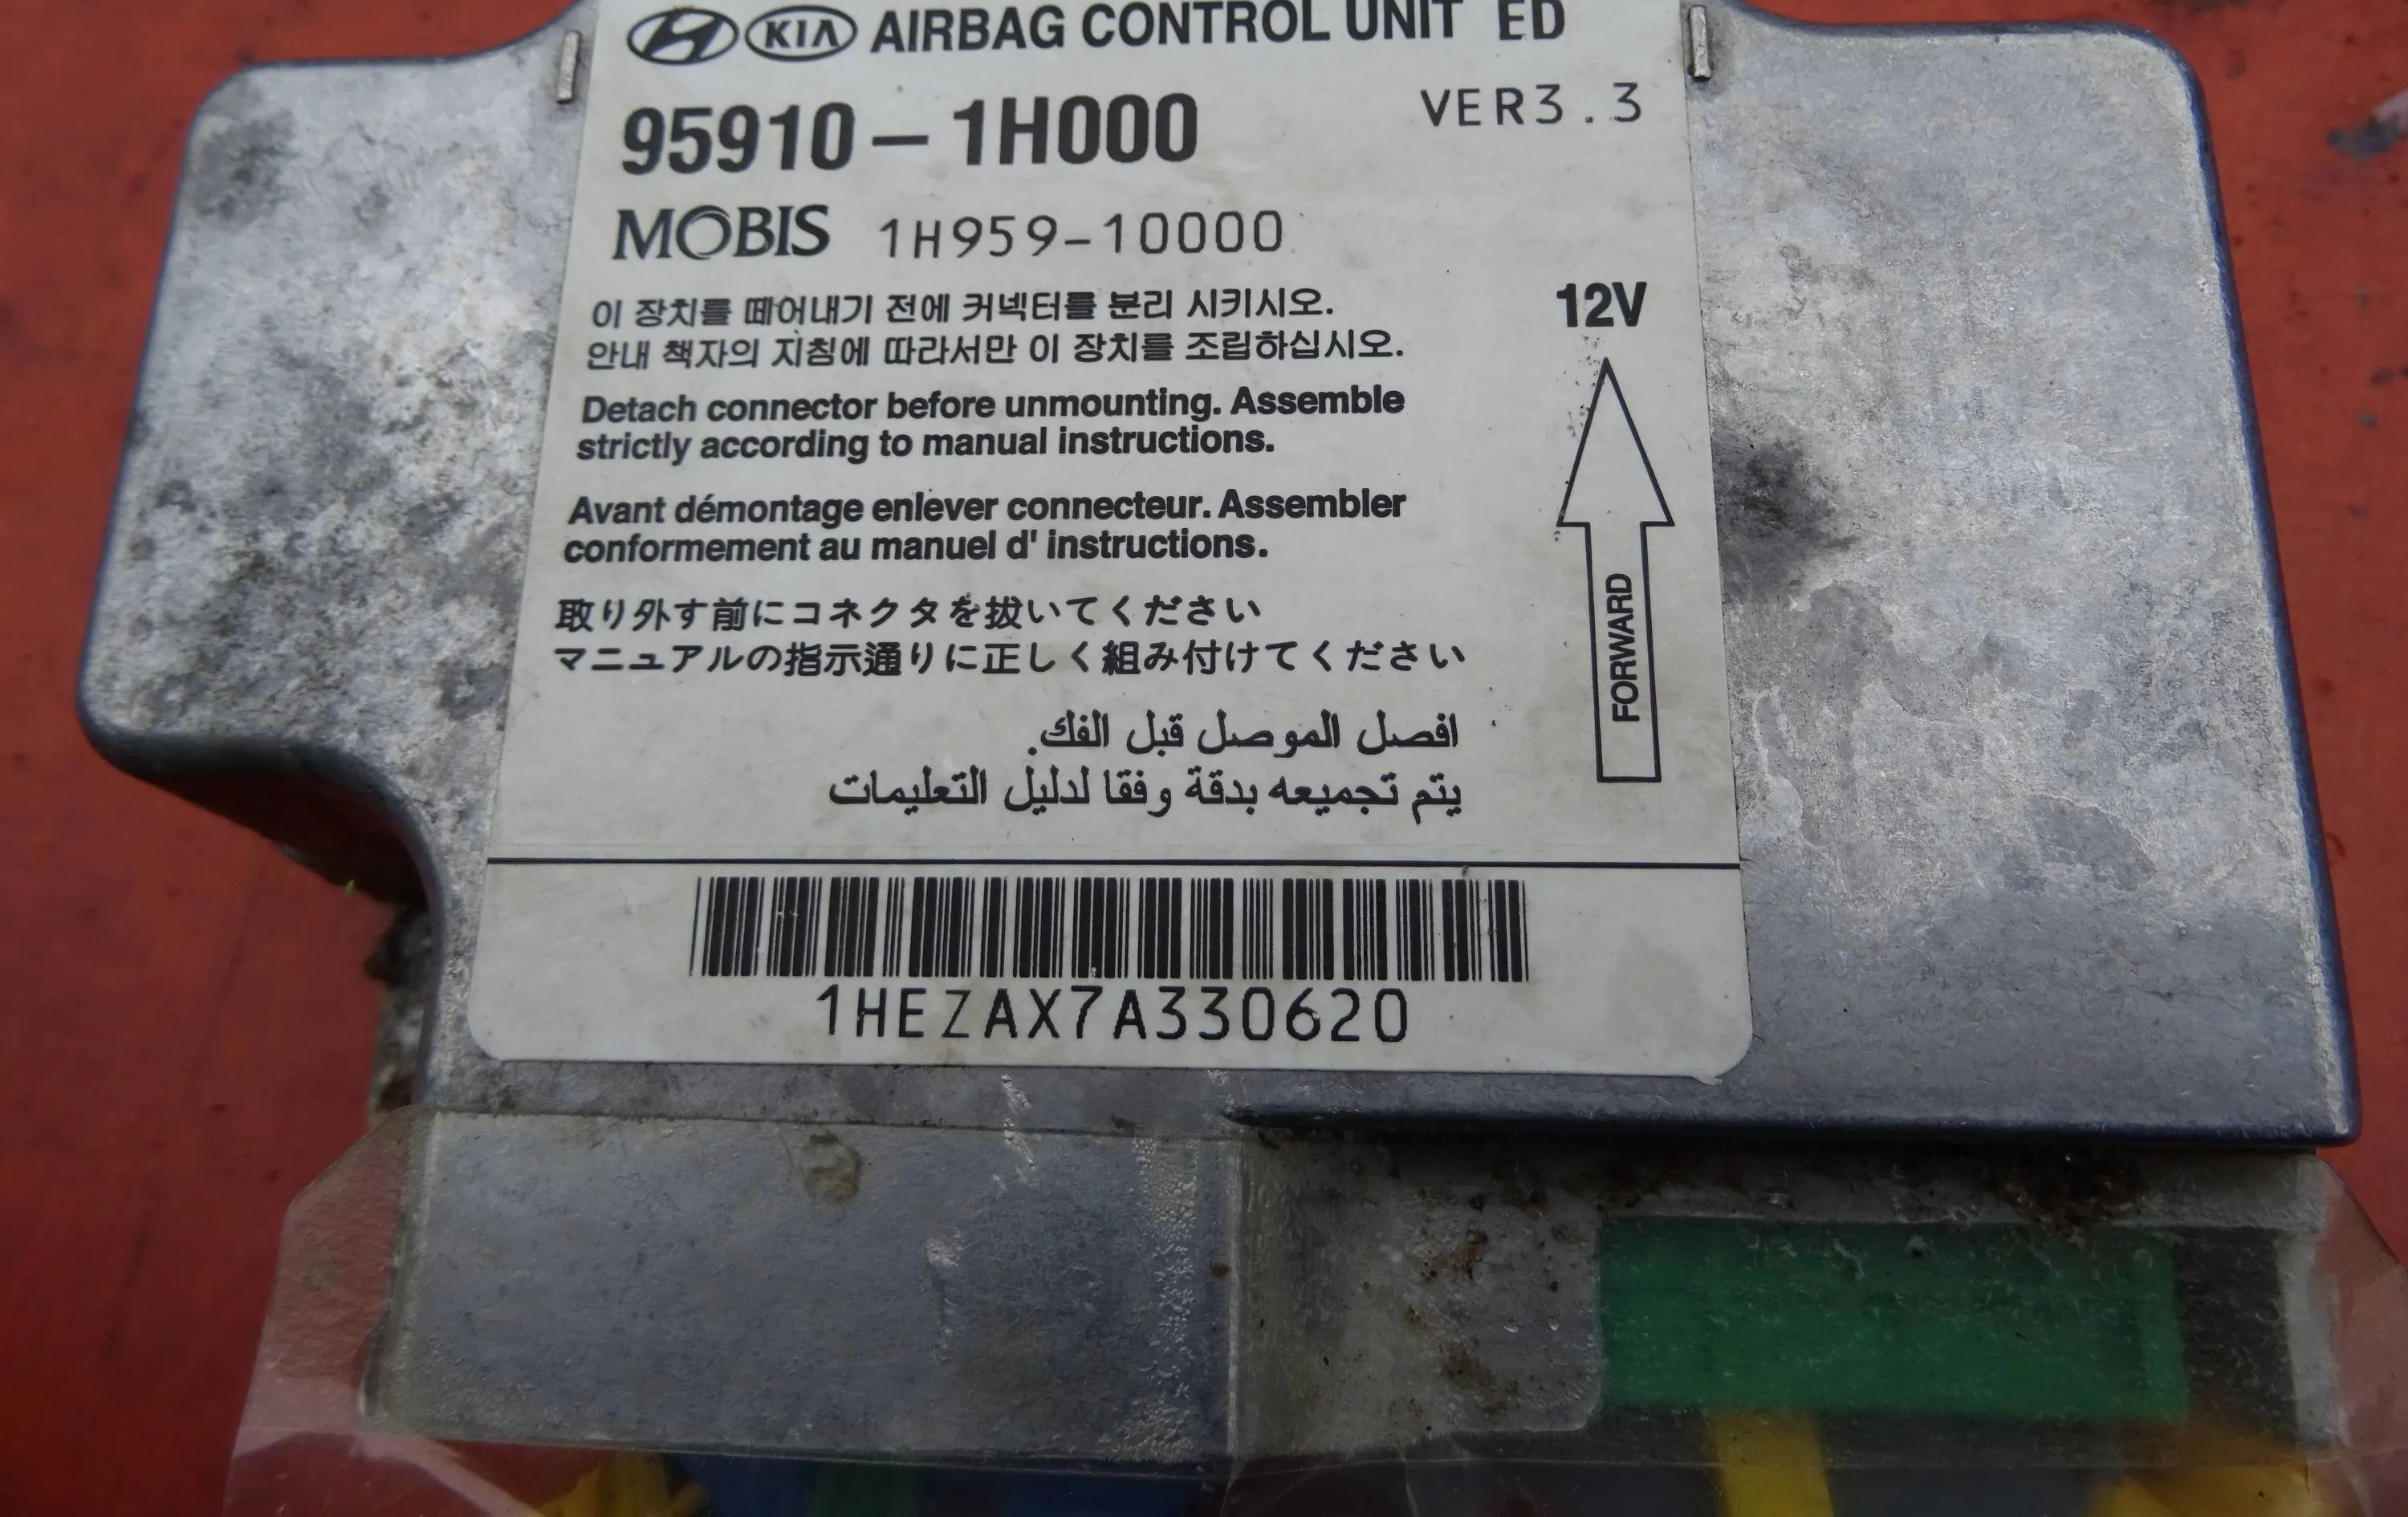 KIA AIRBAG CONTROL UNIT ED
95910-1H000 VER3.3
MOBIS 1H959-10000
이 장치를 떼어내기 전에 커넥터를 분리 시키시오.
안내 책자의 지침에 따라서만 이 장치를 조립하십시오.
12V
Detach connector before unmounting. Assemble
strictly according to manual instructions.
Avant démontage enlever connecteur. Assembler
conformement au manuel d' instructions.
取り外す前にコネクタを抜いてください
マニュアルの指示通りに正しく組み付けてください
FORWARD
افصل الموصل قبل الفك.
يتم تجميعه بدقة وفقا لدليل التعليمات
1HEZAX7A330620